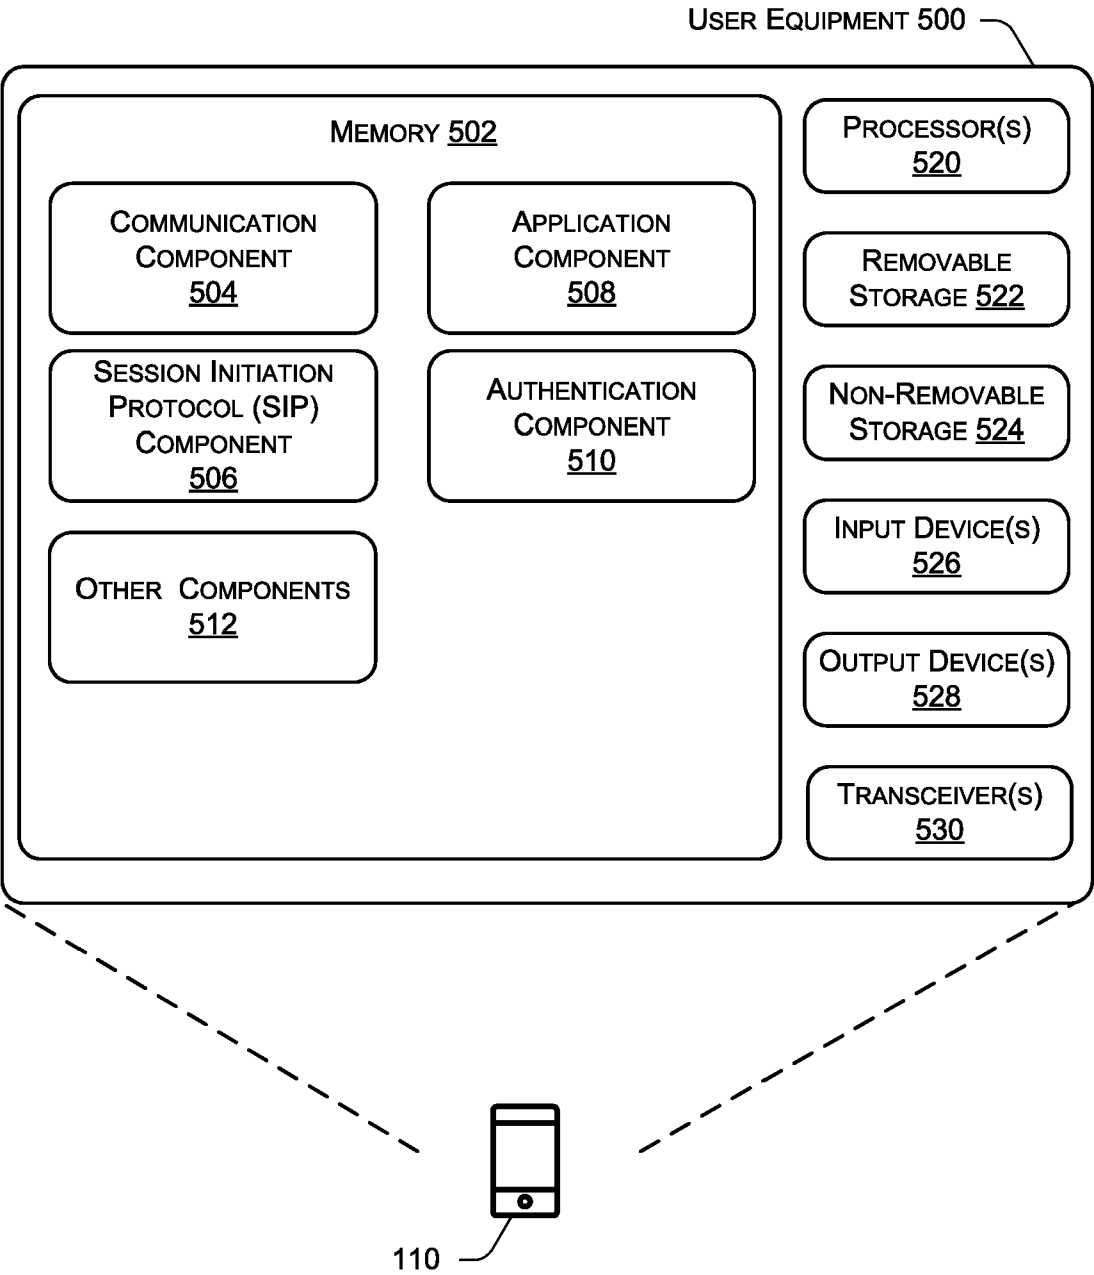 USER EQUIPMENT 500
MEMORY 502
COMMUNICATION
COMPONENT
504
APPLICATION
COMPONENT
508
SESSION INITIATION
PROTOCOL (SIP)
COMPONENT
506
AUTHENTICATION
COMPONENT
510
OTHER COMPONENTS
512
PROCESSOR(S)
520
REMOVABLE
STORAGE 522
NON-REMOVABLE
STORAGE 524
INPUT DEVICE(S)
526
OUTPUT DEVICE(S)
528
TRANSCEIVER(S)
530
110